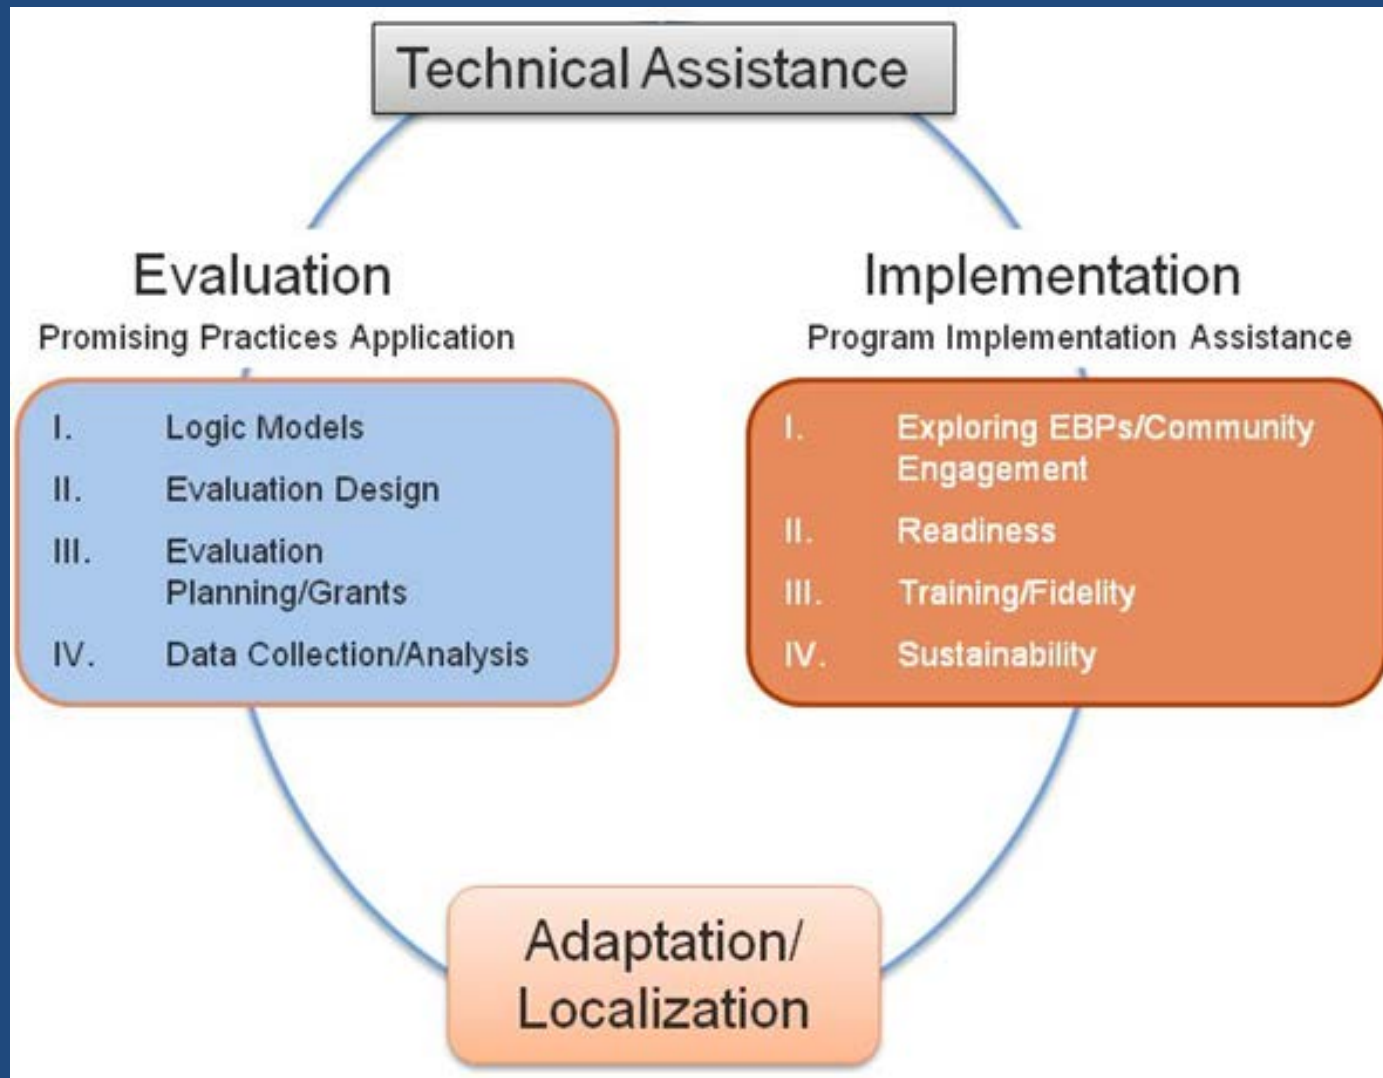 Technical Assistance
Evaluation
Promising Practices Application
I. Logic Models
II. Evaluation Design
III. Evaluation
Planning/Grants
IV. Data Collection/Analysis
Implementation
Program Implementation Assistance
I. Exploring EBPs/Community
Engagement
II. Readiness
III. Training/Fidelity
IV. Sustainability
Adaptation/
Localization